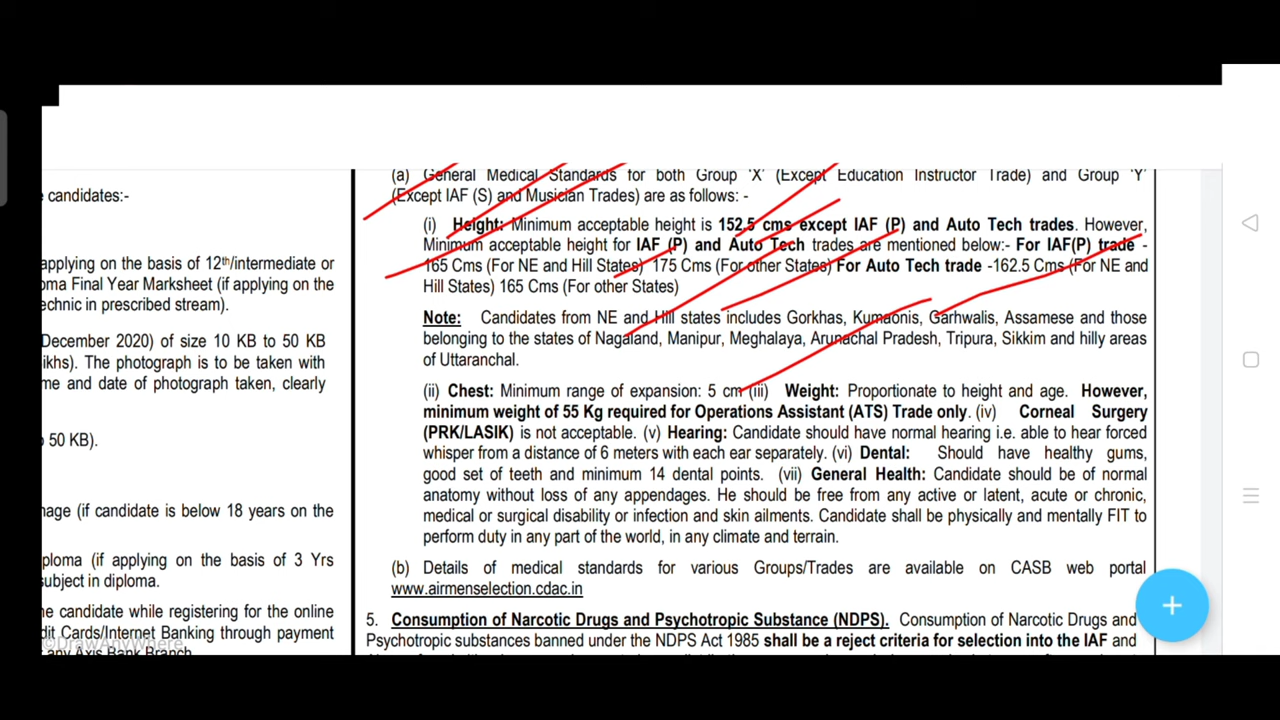 e candidates:-
applying on the basis of 12th/intermediate or
oma Final Year Marksheet (if applying on the
echnic in prescribed stream).
December 2020) of size 10 KB to 50 KB
ikhs). The photograph is to be taken with
me and date of photograph taken, clearly
50 KB).
nage (if candidate is below 18 years on the
ploma (if applying on the basis of 3 Yrs
subject in diploma.
ne candidate while registering for the online
dit Cards/Internet Banking through payment
any Axis Bank Branch
©DrawAnyWhere
(a) General Medical Standards for both Group 'X' (Except Education Instructor Trade) and Group 'Y'
(Except IAF (S) and Musician Trades) are as follows: -
(i) Height: Minimum acceptable height is 152.5 cms except IAF (P) and Auto Tech trades. However,
Minimum acceptable height for IAF (P) and Auto Tech trades are mentioned below:- For IAF(P) trade -
165 Cms (For NE and Hill States) 175 Cms (For other States) For Auto Tech trade -162.5 Cms (For NE and
Hill States) 165 Cms (For other States)
Note: Candidates from NE and Hill states includes Gorkhas, Kumaonis, Garhwalis, Assamese and those
belonging to the states of Nagaland, Manipur, Meghalaya, Arunachal Pradesh, Tripura, Sikkim and hilly areas
of Uttaranchal.
(ii) Chest: Minimum range of expansion: 5 cm (iii) Weight: Proportionate to height and age. However,
minimum weight of 55 Kg required for Operations Assistant (ATS) Trade only. (iv) Corneal Surgery
(PRK/LASIK) is not acceptable. (v) Hearing: Candidate should have normal hearing i.e. able to hear forced
whisper from a distance of 6 meters with each ear separately. (vi) Dental: Should have healthy gums,
good set of teeth and minimum 14 dental points. (vii) General Health: Candidate should be of normal
anatomy without loss of any appendages. He should be free from any active or latent, acute or chronic,
medical or surgical disability or infection and skin ailments. Candidate shall be physically and mentally FIT to
perform duty in any part of the world, in any climate and terrain.
(b) Details of medical standards for various Groups/Trades are available on CASB web portal
www.airmenselection.cdac.in
5. Consumption of Narcotic Drugs and Psychotropic Substance (NDPS). Consumption of Narcotic Drugs and
Psychotropic substances banned under the NDPS Act 1985 shall be a reject criteria for selection into the IAF and